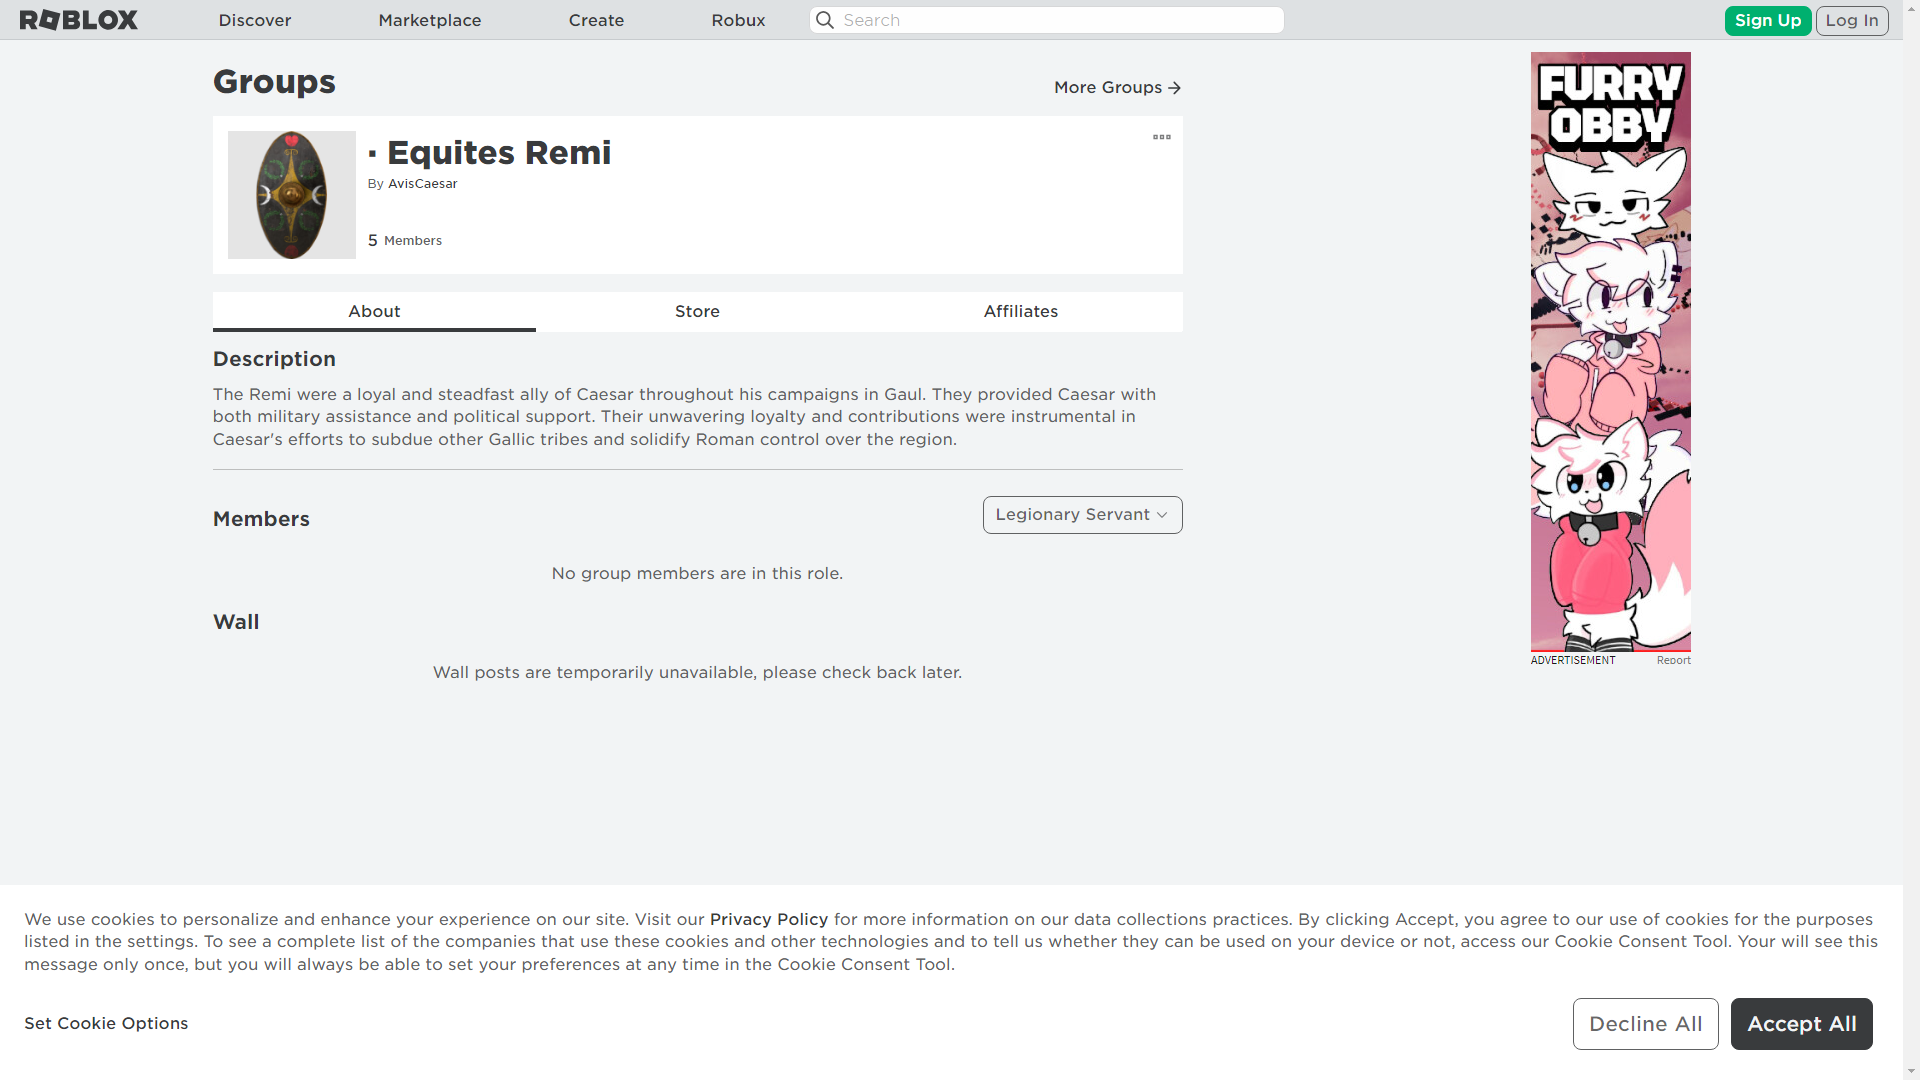 ROBLOX
Discover
Marketplace
Create
Robux
Search
Sign Up
Log In
Groups
More Groups
· Equites Remi
By AvisCaesar
5 Members
About
Store
Affiliates
Description
The Remi were a loyal and steadfast ally of Caesar throughout his campaigns in Gaul. They provided Caesar with
both military assistance and political support. Their unwavering loyalty and contributions were instrumental in
Caesar's efforts to subdue other Gallic tribes and solidify Roman control over the region.
Members
Legionary Servant
No group members are in this role.
Wall
Wall posts are temporarily unavailable, please check back later.
FURRY
OBBY
ADVERTISEMENT
Report
We use cookies to personalize and enhance your experience on our site. Visit our Privacy Policy for more information on our data collections practices. By clicking Accept, you agree to our use of cookies for the purposes
listed in the settings. To see a complete list of the companies that use these cookies and other technologies and to tell us whether they can be used on your device or not, access our Cookie Consent Tool. Your will see this
message only once, but you will always be able to set your preferences at any time in the Cookie Consent Tool.
Set Cookie Options
Decline All
Accept All